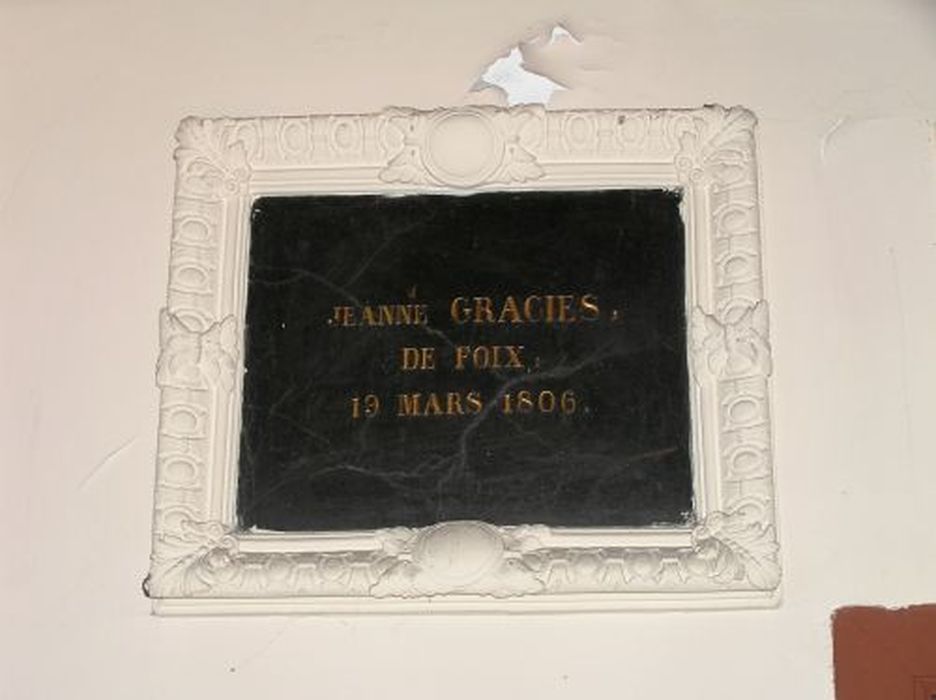 JEANNE GRACIES,
DE FOIX,
19 MARS 1806.